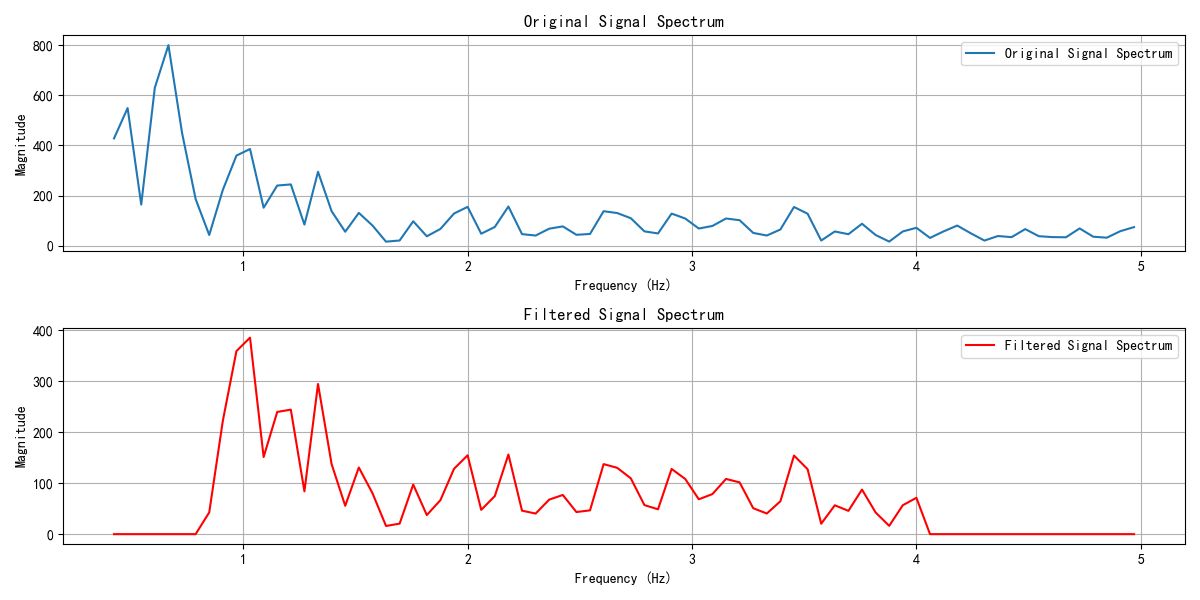 Original Signal Spectrum
Original Signal Spectrum
800
600
400
200
0
Magnitude
1 2 3 4 5
Frequency (Hz)
Filtered Signal Spectrum
Filtered Signal Spectrum
400
300
200
100
0
Magnitude
1 2 3 4 5
Frequency (Hz)